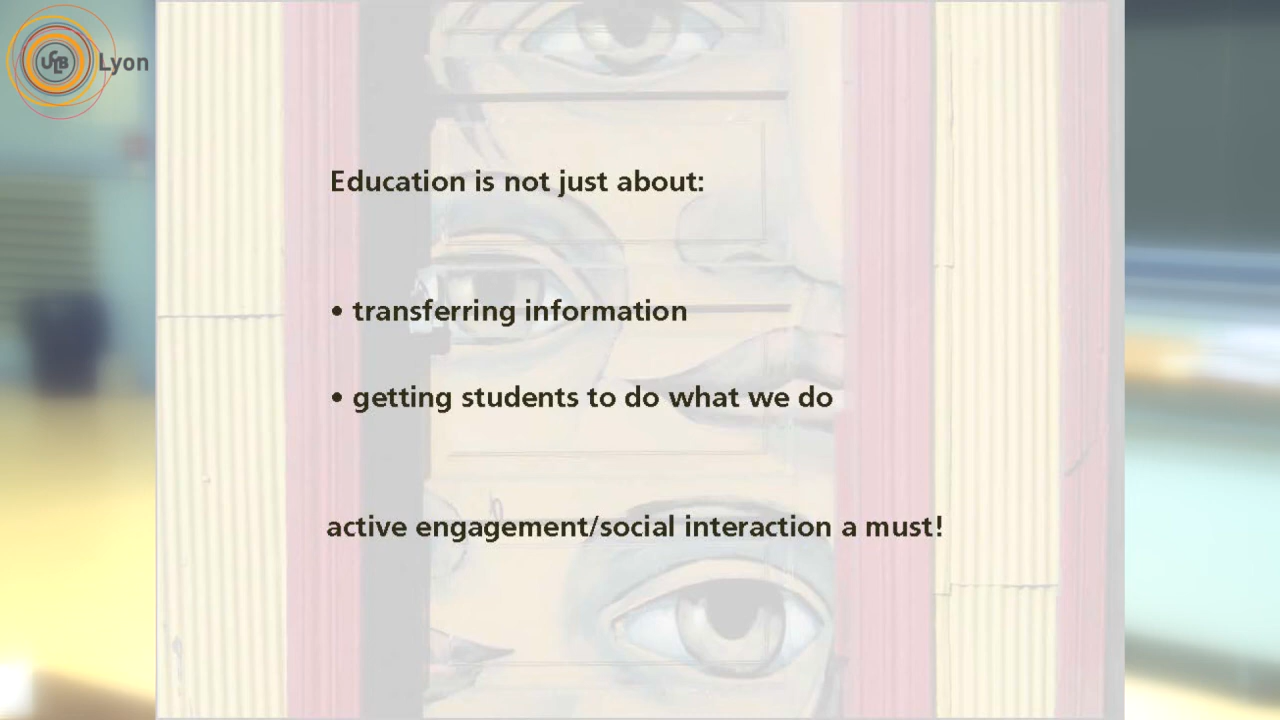 UCLB Lyon
Education is not just about:
• transferring information
• getting students to do what we do
active engagement/social interaction a must!